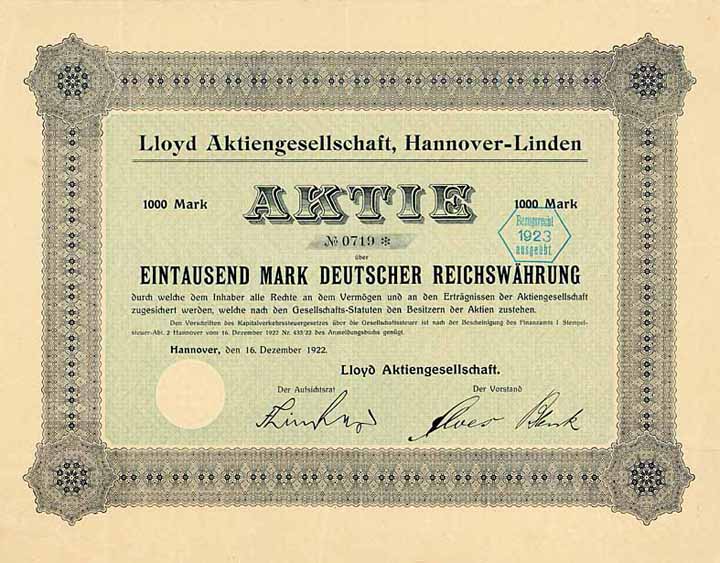 Lloyd Aktiengesellschaft, Hannover-Linden
1000 Mark AKTIE 1000 Mark
№ 0719 *
Bezugsrecht
1923
ausgeübt.
über
EINTAUSEND MARK DEUTSCHER REICHSWÄHRUNG
durch welche dem Inhaber alle Rechte an dem Vermögen und an den Erträgnissen der Aktiengesellschaft
zugesichert werden, welche nach den Gesellschafts-Statuten den Besitzern der Aktien zustehen.
Den Vorschriften des Kapitalverkehrssteuergesetzes über die Gesellschaftssteuer ist nach der Bescheinigung des Finanzamts I Stempel-
steuer-Abt. 2 Hannover vom 16. Dezember 1922 Nr. 435/22 des Anmeldungsbuchs genügt.
Hannover, den 16. Dezember 1922.
Lloyd Aktiengesellschaft.
Der Aufsichtsrat Der Vorstand